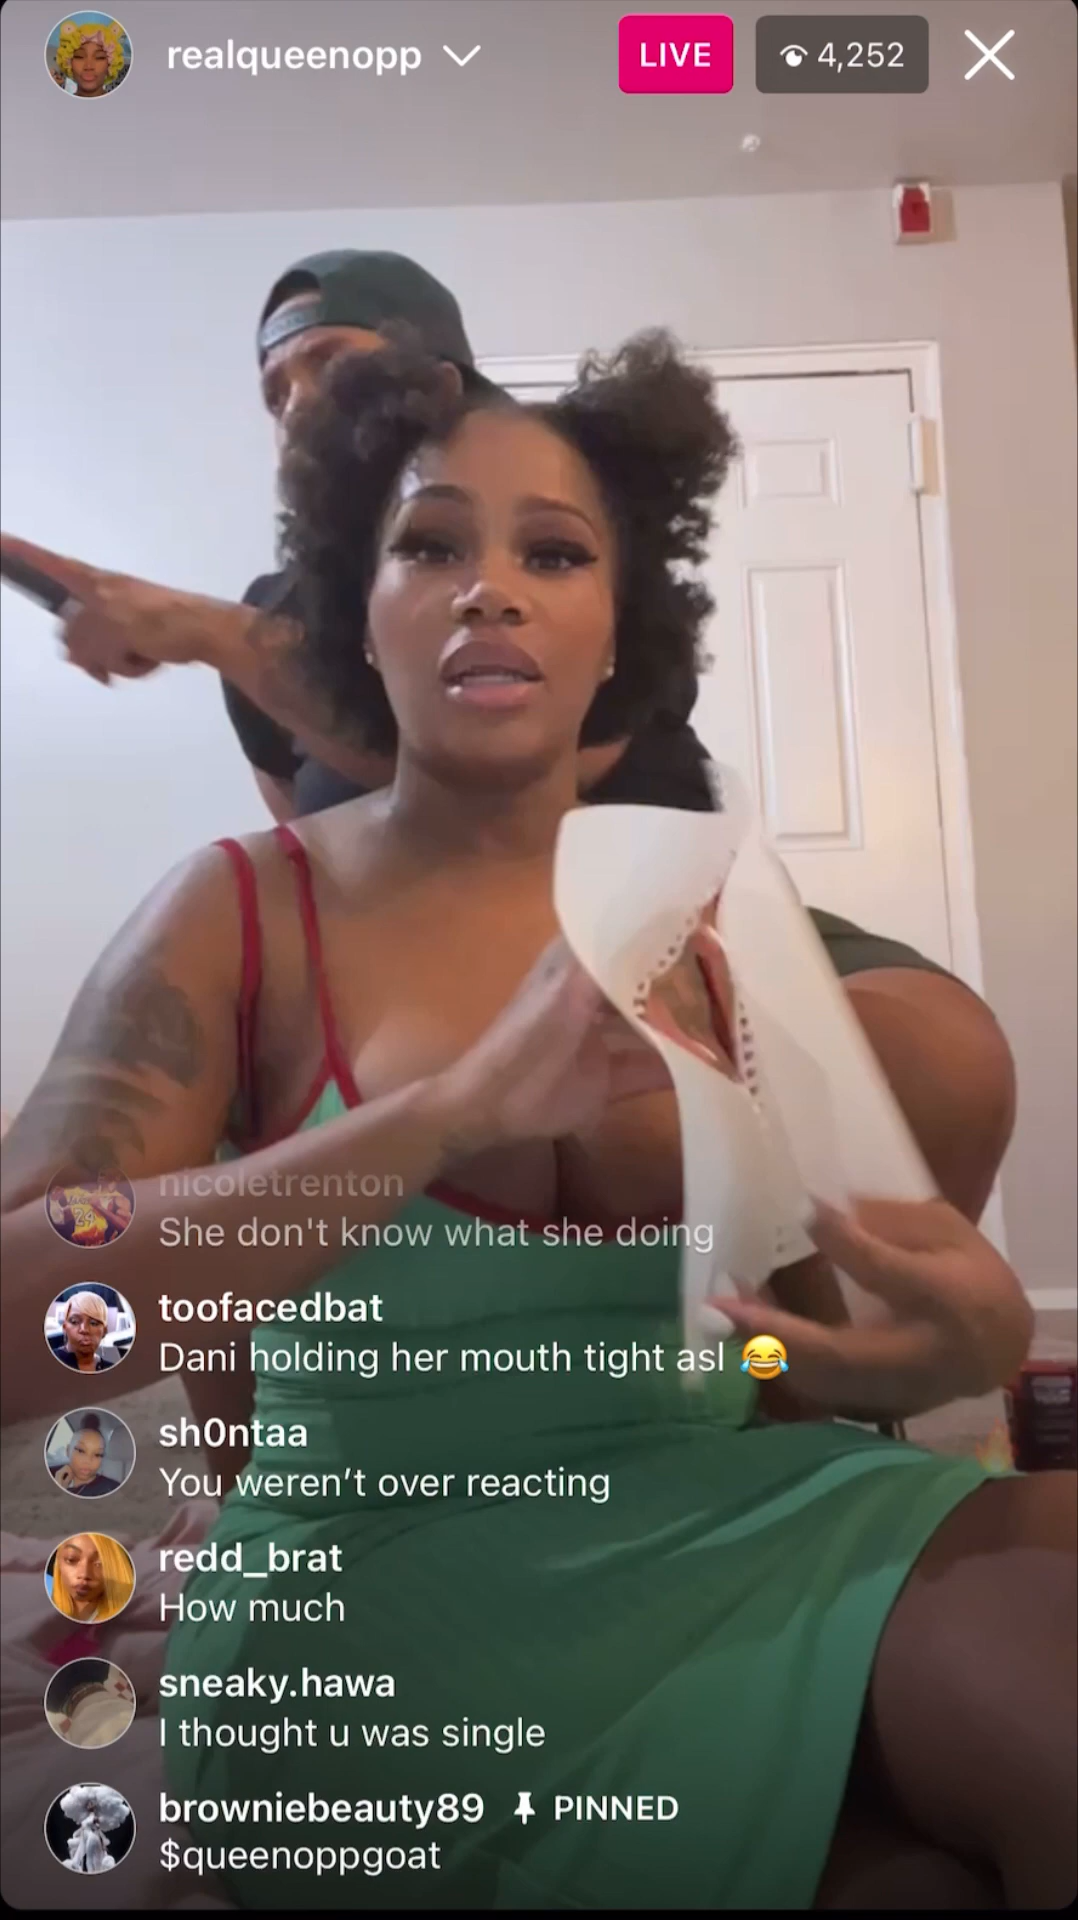 realqueenopp
LIVE
4,252
nicoletrenton
She don't know what she doing
toofacedbat
Dani holding her mouth tight asl 😂
sh0ntaa
You weren’t over reacting
redd_brat
How much
sneaky.hawa
I thought u was single
browniebeauty89 PINNED
$queenoppgoat